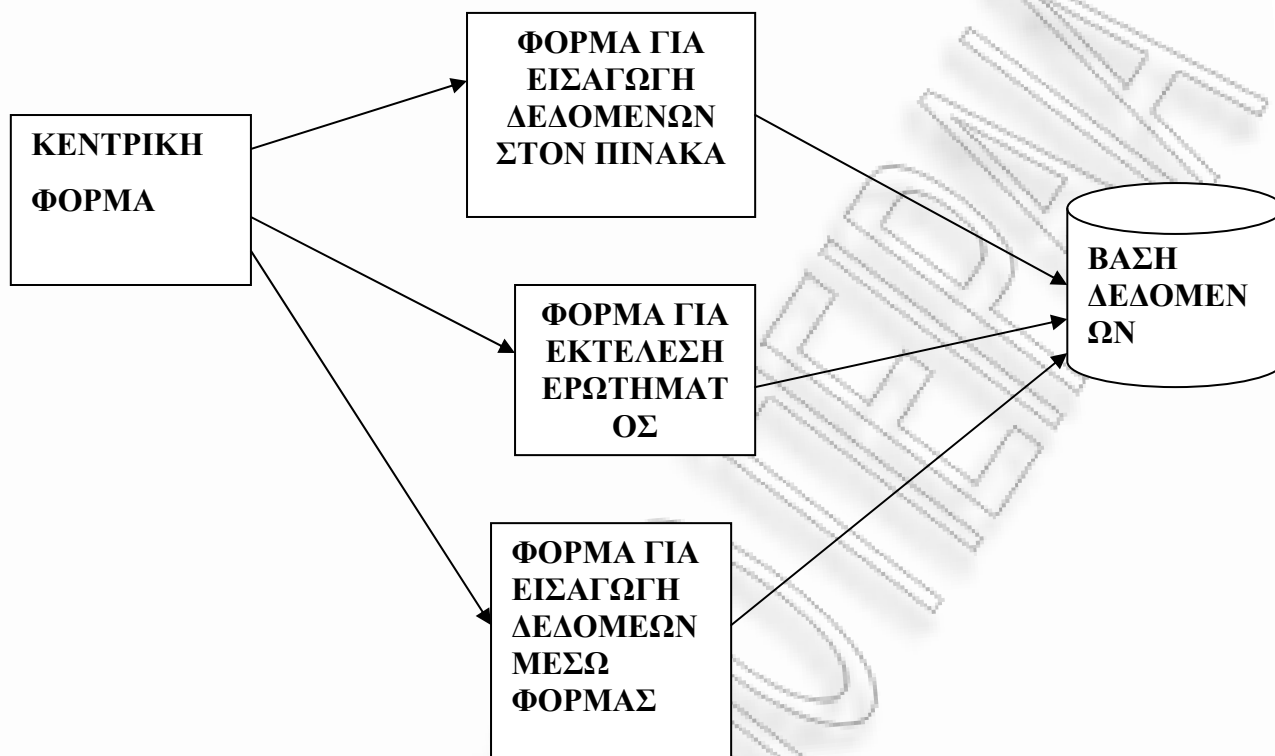 ΚΕΝΤΡΙΚΗ
ΦΟΡΜΑ
ΦΟΡΜΑ ΓΙΑ
ΕΙΣΑΓΩΓΗ
ΔΕΔΟΜΕΝΩΝ
ΣΤΟΝ ΠΙΝΑΚΑ
ΦΟΡΜΑ ΓΙΑ
ΕΚΤΕΛΕΣΗ
ΕΡΩΤΗΜΑΤ
ΟΣ
ΦΟΡΜΑ ΓΙΑ
ΕΙΣΑΓΩΓΗ
ΔΕΔΟΜΕΩΝ
ΜΕΣΩ
ΦΟΡΜΑΣ
ΒΑΣΗ
ΔΕΔΟΜΕΝ
ΩΝ